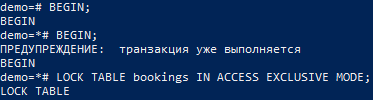 demo=# BEGIN;
BEGIN
demo=*# BEGIN;
ПРЕДУПРЕЖДЕНИЕ:  транзакция уже выполняется
BEGIN
demo=*# LOCK TABLE bookings IN ACCESS EXCLUSIVE MODE;
LOCK TABLE